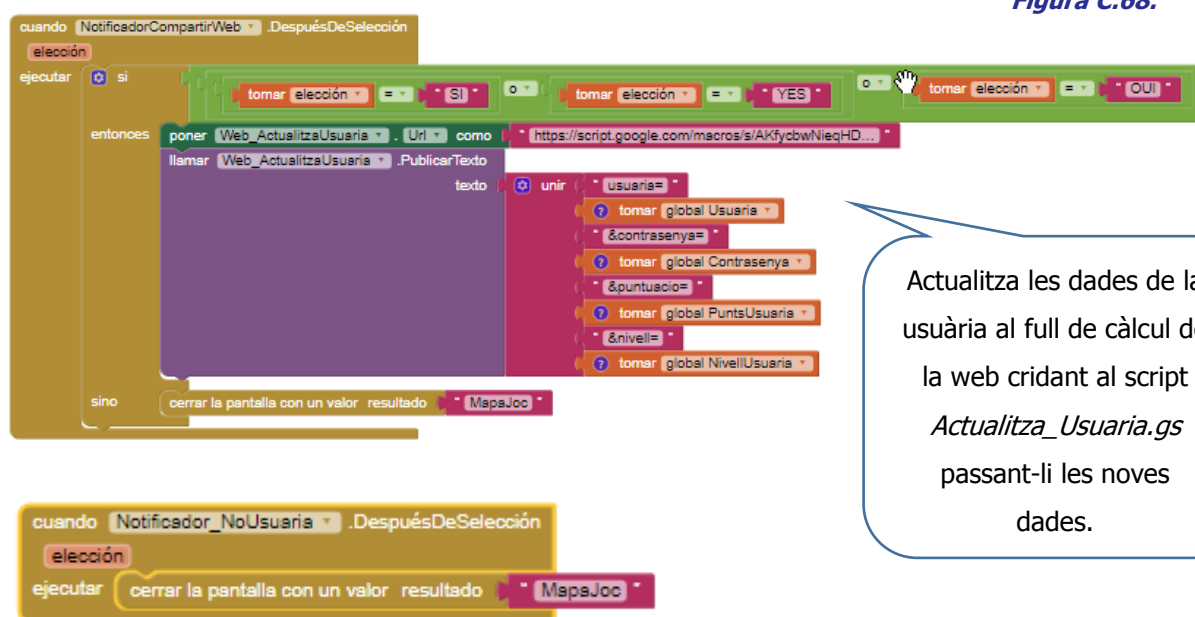 Figura C.68.
cuando NotificadorCompartirWeb .DespuésDeSelección
elección
ejecutar si tomar elección = " SI " o tomar elección = " YES " o tomar elección = " OUI "
entonces poner Web_ActualitzaUsuaria . Url como " https://script.google.com/macros/s/AKfycbwNieqHD... "
llamar Web_ActualitzaUsuaria .PublicarTexto
texto unir " usuaria= "
tomar global Usuaria
" &contrasenya= "
tomar global Contrasenya
" &puntuacio= "
tomar global PuntsUsuaria
" &nivell= "
tomar global NivellUsuaria
sino cerrar la pantalla con un valor resultado " MapaJoc "
Actualitza les dades de la
usuària al full de càlcul de
la web cridant al script
Actualitza_Usuaria.gs
passant-li les noves
dades.
cuando Notificador_NoUsuaria .DespuésDeSelección
elección
ejecutar cerrar la pantalla con un valor resultado " MapaJoc "